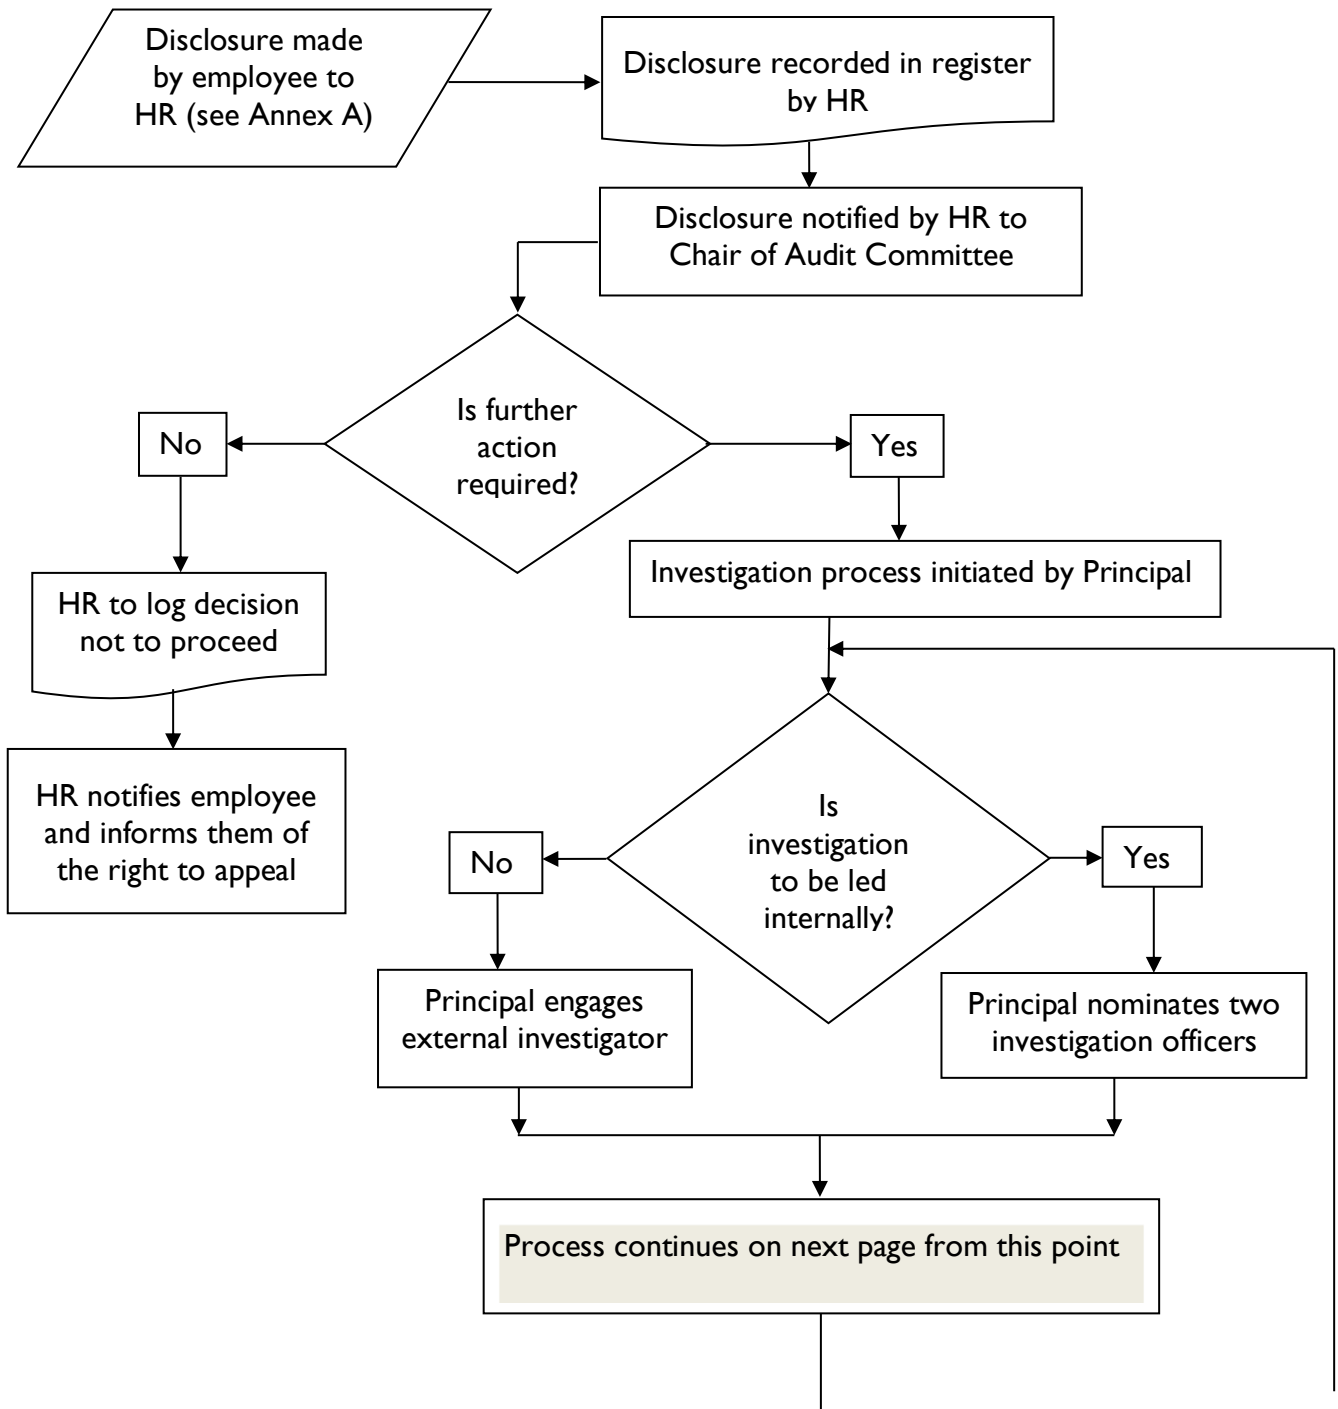 Disclosure made
by employee to
HR (see Annex A)
Disclosure recorded in register
by HR
Disclosure notified by HR to
Chair of Audit Committee
Is further
action
required?
No
Yes
HR to log decision
not to proceed
Investigation process initiated by Principal
HR notifies employee
and informs them of
the right to appeal
Is
investigation
to be led
internally?
No
Yes
Principal engages
external investigator
Principal nominates two
investigation officers
Process continues on next page from this point